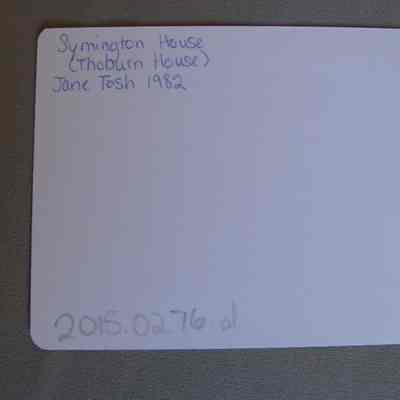 Symington House
(Thoburn House)
Jane Tosh 1982
2015.0276.d